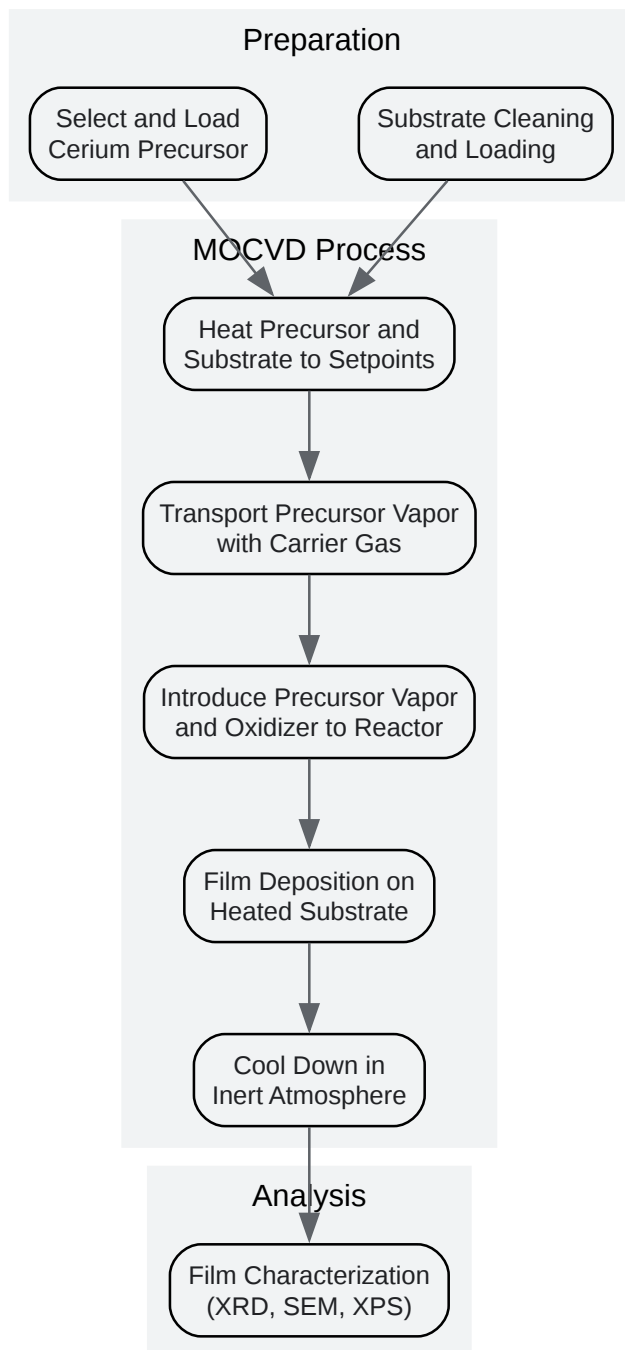 Preparation
Select and Load
Cerium Precursor
Substrate Cleaning
and Loading
MOCVD Process
Heat Precursor and
Substrate to Setpoints
Transport Precursor Vapor
with Carrier Gas
Introduce Precursor Vapor
and Oxidizer to Reactor
Film Deposition on
Heated Substrate
Cool Down in
Inert Atmosphere
Analysis
Film Characterization
(XRD, SEM, XPS)